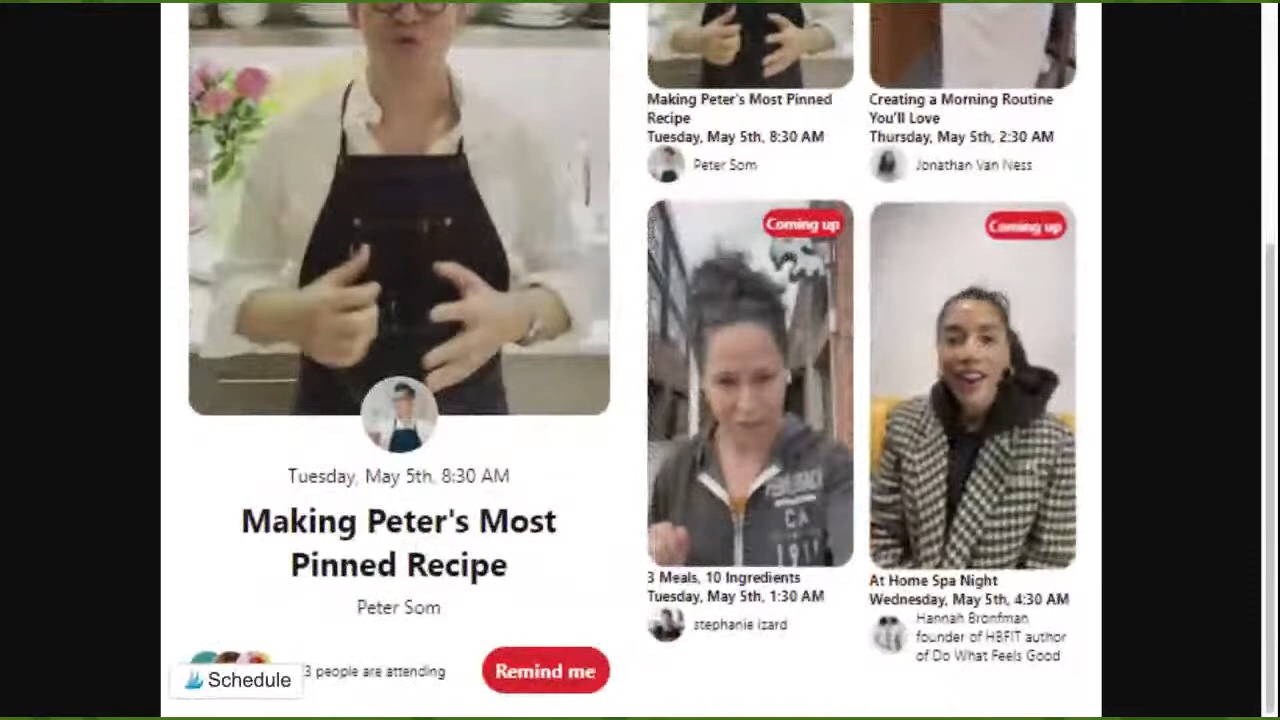 Tuesday, May 5th, 8:30 AM
Making Peter's Most
Pinned Recipe
Peter Som
3 people are attending
Remind me
Schedule
Making Peter's Most Pinned
Recipe
Tuesday, May 5th, 8:30 AM
Peter Som
Creating a Morning Routine
You'll Love
Thursday, May 5th, 2:30 AM
Jonathan Van Ness
Coming up
CA
1911
3 Meals, 10 Ingredients
Tuesday, May 5th, 1:30 AM
stephanie izard
Coming up
At Home Spa Night
Wednesday, May 5th, 4:30 AM
Hannah Bronfman
founder of HBFIT author
of Do What Feels Good